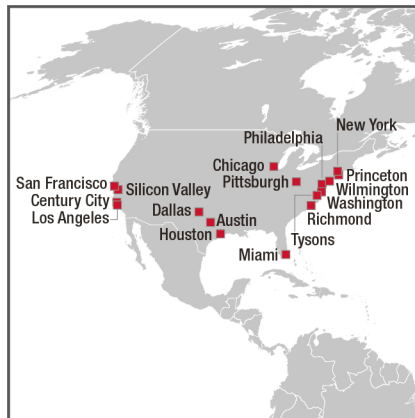 New York
Philadelphia
Chicago
Princeton
Pittsburgh
Wilmington
San Francisco
Silicon Valley
Century City
Washington
Dallas
Los Angeles
Austin
Richmond
Houston
Tysons
Miami